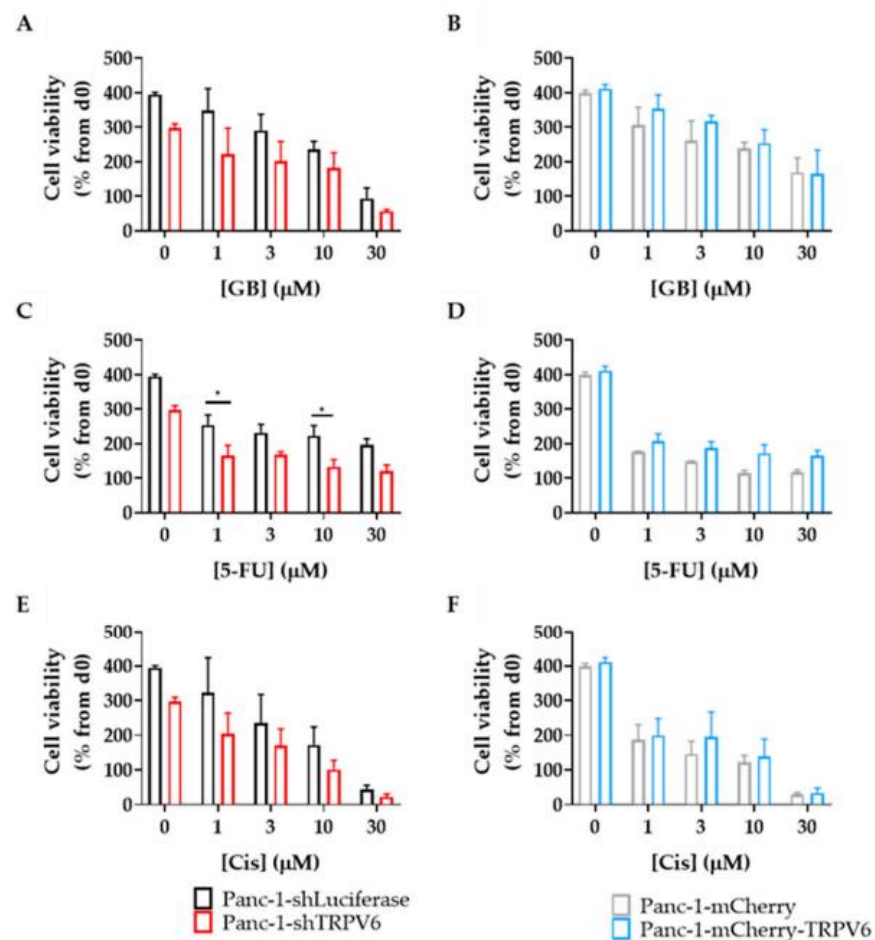 A
Cell viability
(% from d0)
500
400
300
200
100
0
0 1 3 10 30
[GB] (µM)
B
Cell viability
(% from d0)
500
400
300
200
100
0
0 1 3 10 30
[GB] (µM)
C
Cell viability
(% from d0)
500
400
300
200
100
0
* *
0 1 3 10 30
[5-FU] (µM)
D
Cell viability
(% from d0)
500
400
300
200
100
0
0 1 3 10 30
[5-FU] (µM)
E
Cell viability
(% from d0)
500
400
300
200
100
0
0 1 3 10 30
[Cis] (µM)
F
Cell viability
(% from d0)
500
400
300
200
100
0
0 1 3 10 30
[Cis] (µM)
Panc-1-shLuciferase
Panc-1-shTRPV6
Panc-1-mCherry
Panc-1-mCherry-TRPV6